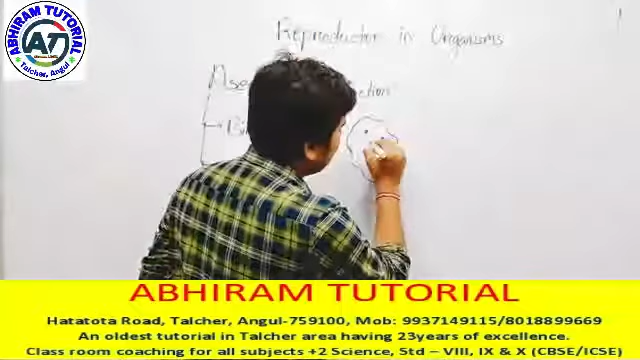 ABHIRAM TUTORIAL
AT
Talcher, Angul
Reproduction in Organisms
ABHIRAM TUTORIAL
Hatatota Road, Talcher, Angul-759100, Mob: 9937149115/8018899669
An oldest tutorial in Talcher area having 23years of excellence.
Class room coaching for all subjects +2 Science, Std – VIII, IX & X (CBSE/ICSE)